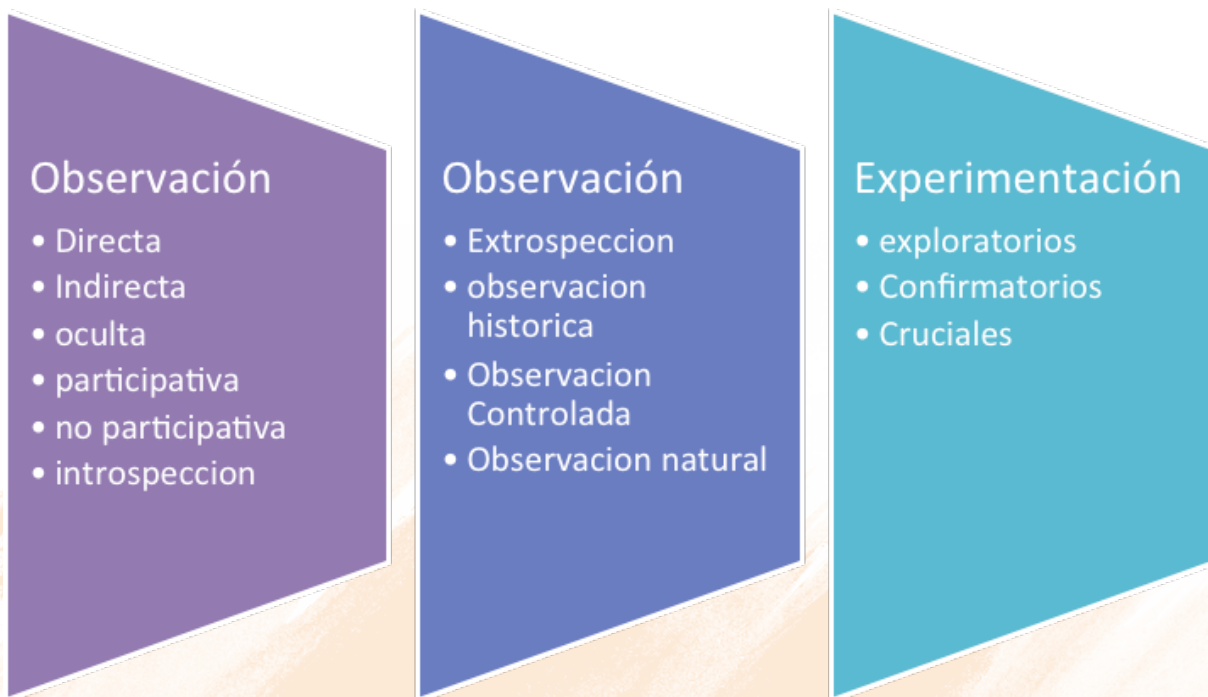 Observación
• Directa
• Indirecta
• oculta
• participativa
• no participativa
• introspeccion
Observación
• Extrospeccion
• observacion
historica
• Observacion
Controlada
• Observacion natural
Experimentación
• exploratorios
• Confirmatorios
• Cruciales